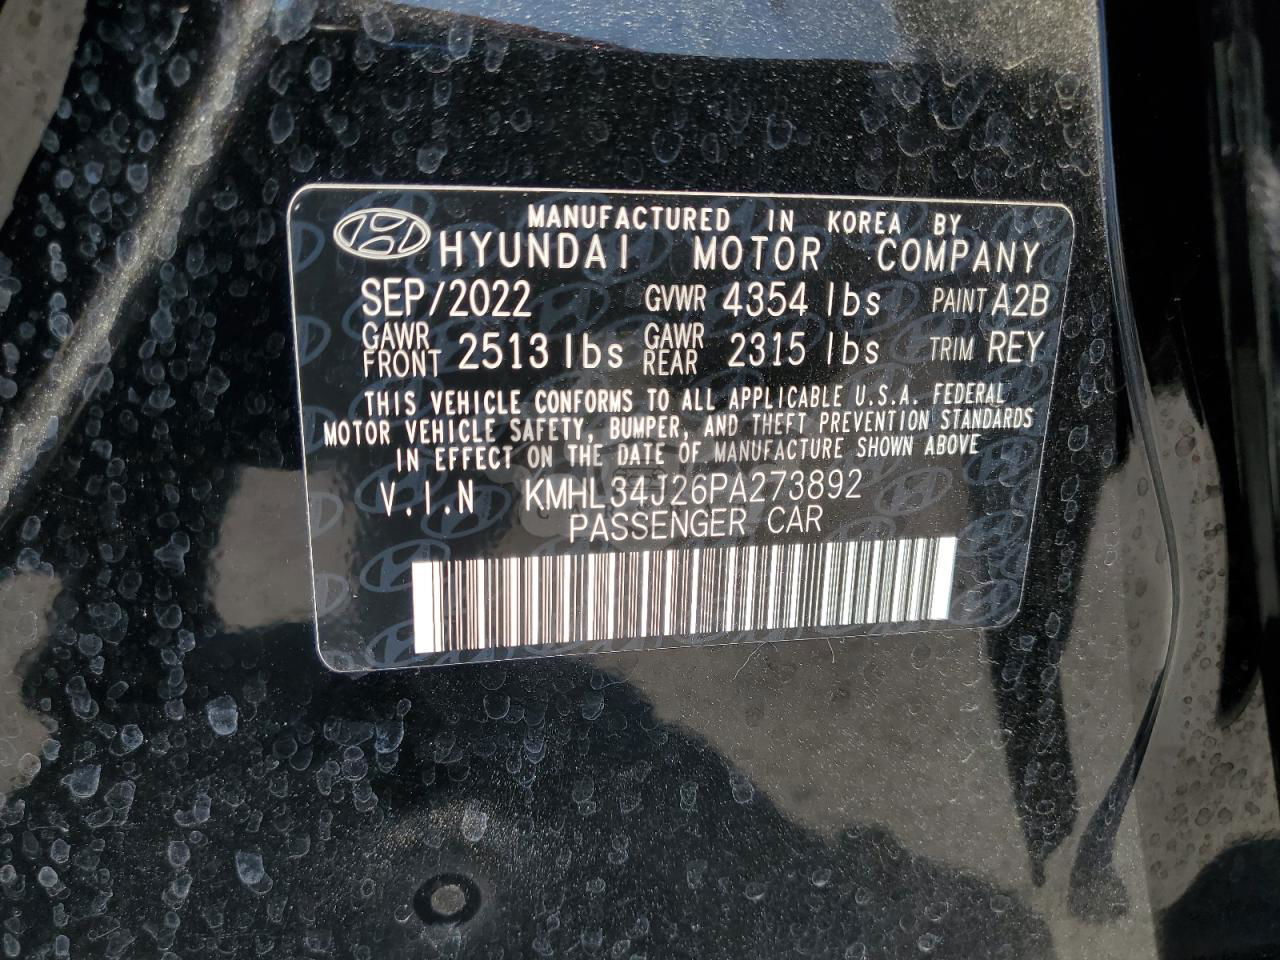 MANUFACTURED IN KOREA BY
HYUNDAI MOTOR COMPANY
SEP/2022 GVWR 4354 lbs PAINT A2B
GAWR FRONT 2513 lbs GAWR REAR 2315 lbs TRIM REY
THIS VEHICLE CONFORMS TO ALL APPLICABLE U.S.A. FEDERAL
MOTOR VEHICLE SAFETY, BUMPER, AND THEFT PREVENTION STANDARDS
IN EFFECT ON THE DATE OF MANUFACTURE SHOWN ABOVE
V.I.N KMHL34J26PA273892
PASSENGER CAR